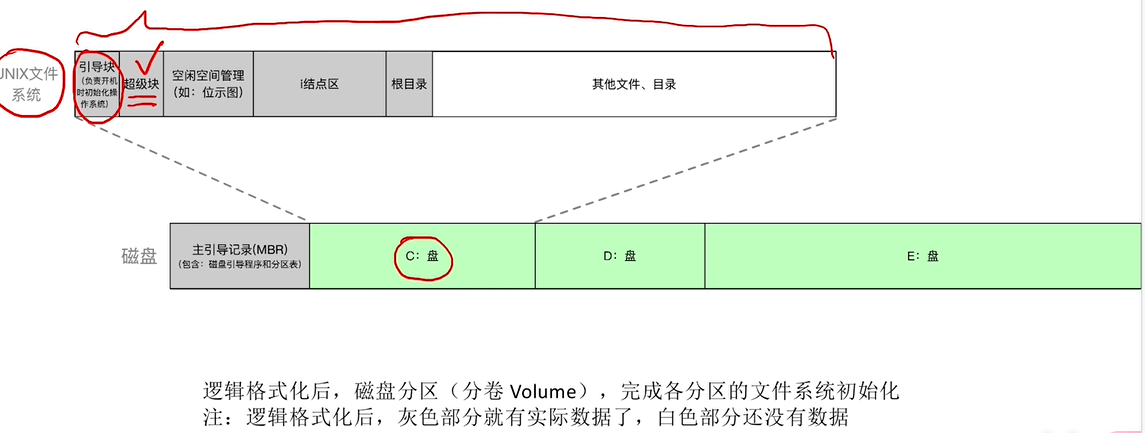 UNIX文件
系统
引导块
(负责开机
时初始化操
作系统)
超级块
空闲空间管理
(如：位示图)
i结点区
根目录
其他文件、目录
磁盘
主引导记录(MBR)
(包含：磁盘引导程序和分区表)
C：盘
D：盘
E：盘
逻辑格式化后，磁盘分区（分卷 Volume），完成各分区的文件系统初始化
注：逻辑格式化后，灰色部分就有实际数据了，白色部分还没有数据